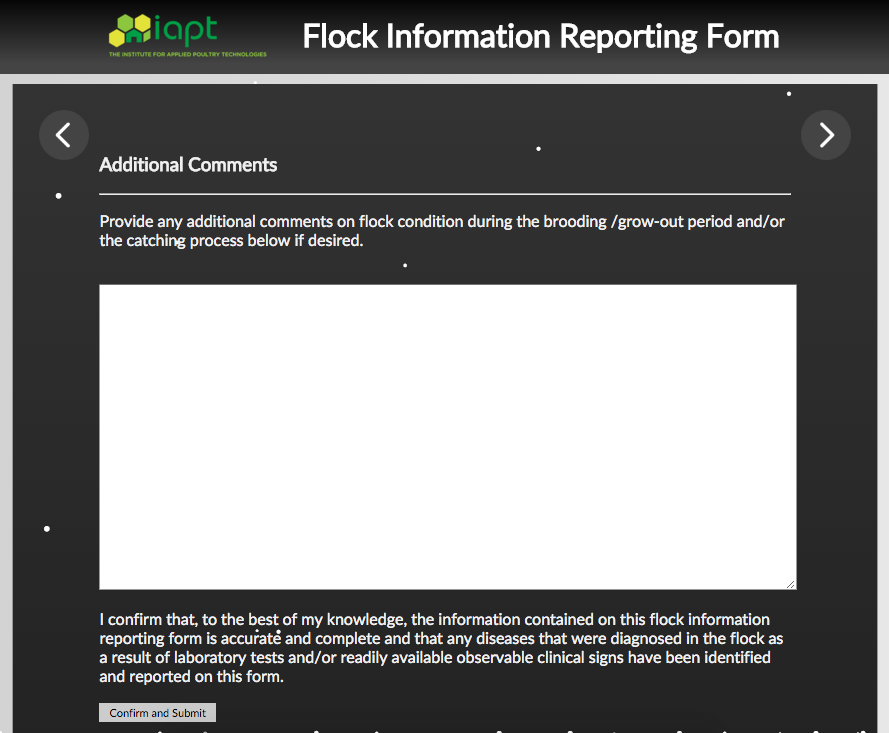 iapt
THE INSTITUTE FOR APPLIED POULTRY TECHNOLOGIES
Flock Information Reporting Form
Additional Comments
Provide any additional comments on flock condition during the brooding /grow-out period and/or
the catching process below if desired.
I confirm that, to the best of my knowledge, the information contained on this flock information
reporting form is accurate and complete and that any diseases that were diagnosed in the flock as
a result of laboratory tests and/or readily available observable clinical signs have been identified
and reported on this form.
Confirm and Submit